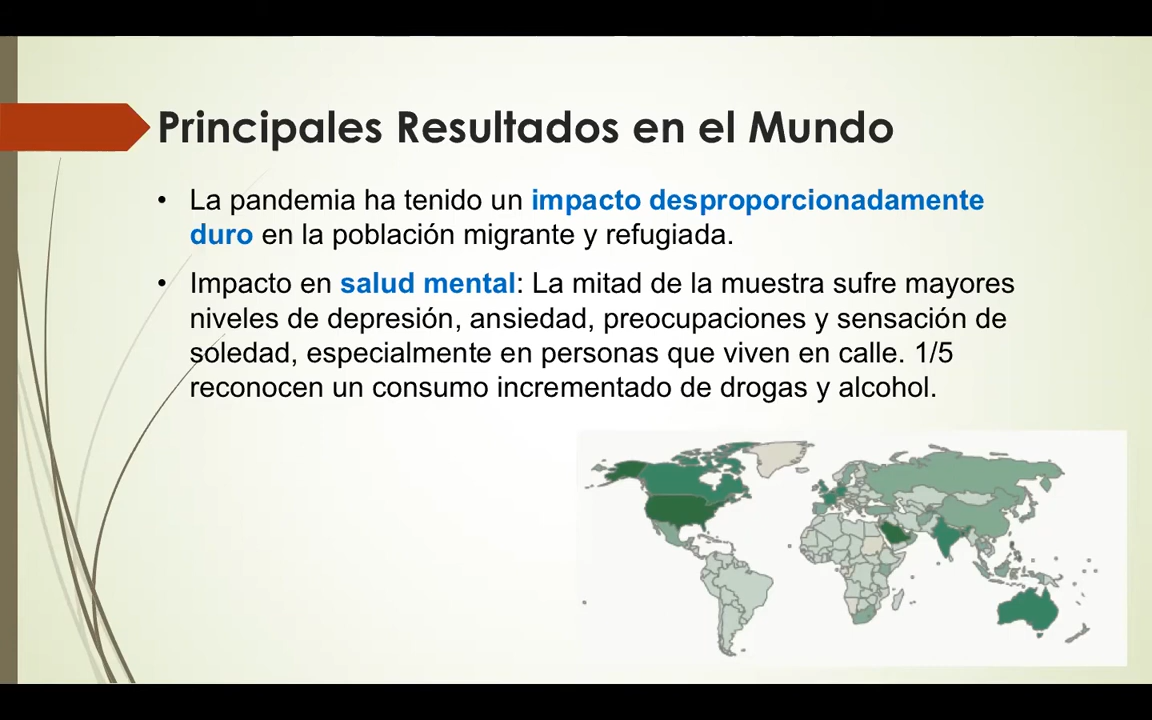 Principales Resultados en el Mundo
• La pandemia ha tenido un impacto desproporcionadamente
duro en la población migrante y refugiada.
• Impacto en salud mental: La mitad de la muestra sufre mayores
niveles de depresión, ansiedad, preocupaciones y sensación de
soledad, especialmente en personas que viven en calle. 1/5
reconocen un consumo incrementado de drogas y alcohol.